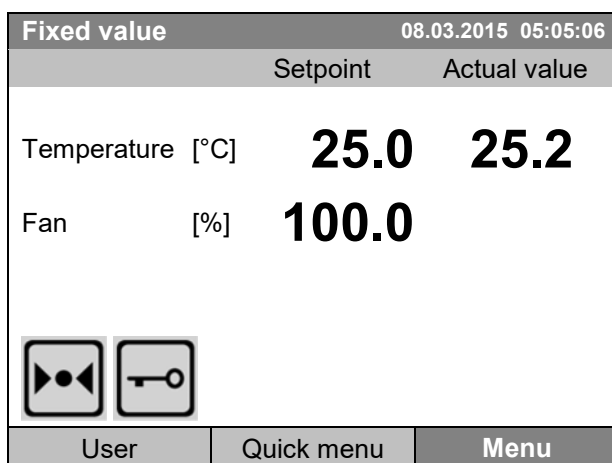 Fixed value 08.03.2015 05:05:06
Setpoint Actual value
Temperature [°C] 25.0 25.2
Fan [%] 100.0
User Quick menu Menu